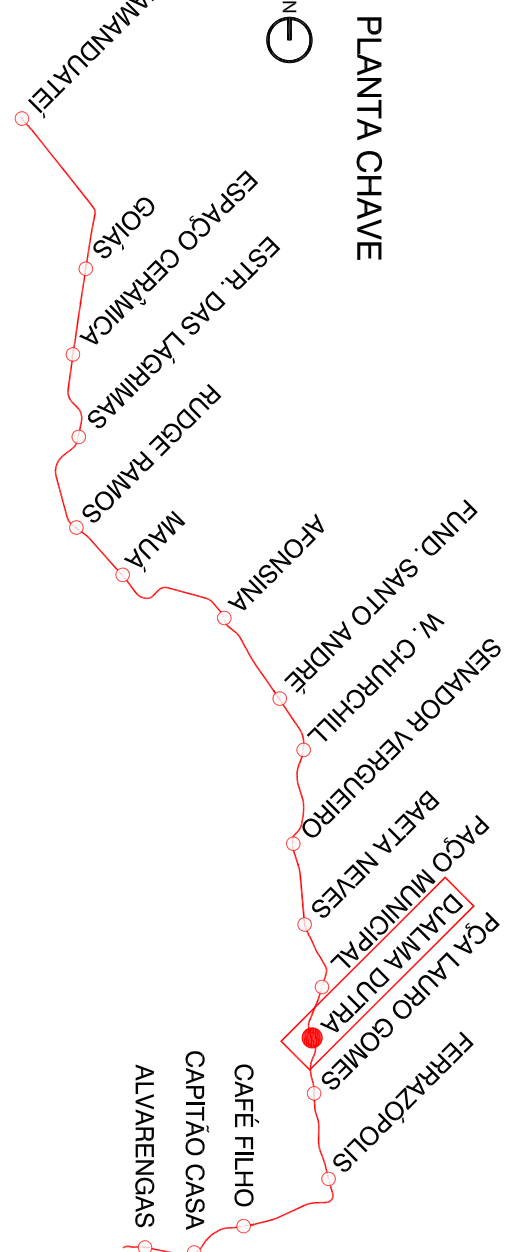 N
PLANTA CHAVE
AMANDUATEÍ
GOIÁS
ESPAÇO CERÂMICA
ESTR. DAS LÁGRIMAS
RUDGE RAMOS
MAUÁ
AFONSINA
FUND. SANTO ANDRÉ
W. CHURCHILL
SENADOR VERGUEIRO
BAETA NEVES
PAÇO MUNICIPAL
DJALMA DUTRA
PÇA LAURO GOMES
FERRAZÓPOLIS
CAFÉ FILHO
CAPITÃO CASA
ALVARENGAS